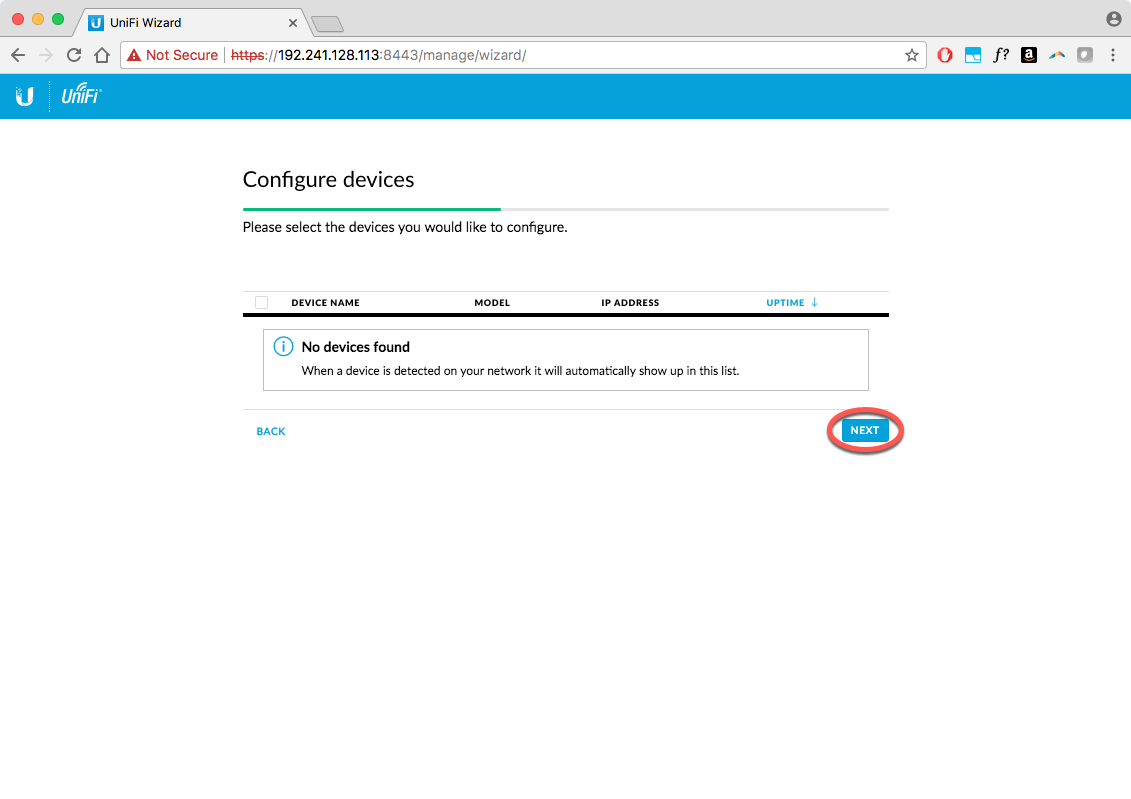 UniFi Wizard
Not Secure https://192.241.128.113:8443/manage/wizard/ f? a
U UniFi
Configure devices
Please select the devices you would like to configure.
DEVICE NAME MODEL IP ADDRESS UPTIME ↓
No devices found
When a device is detected on your network it will automatically show up in this list.
BACK NEXT